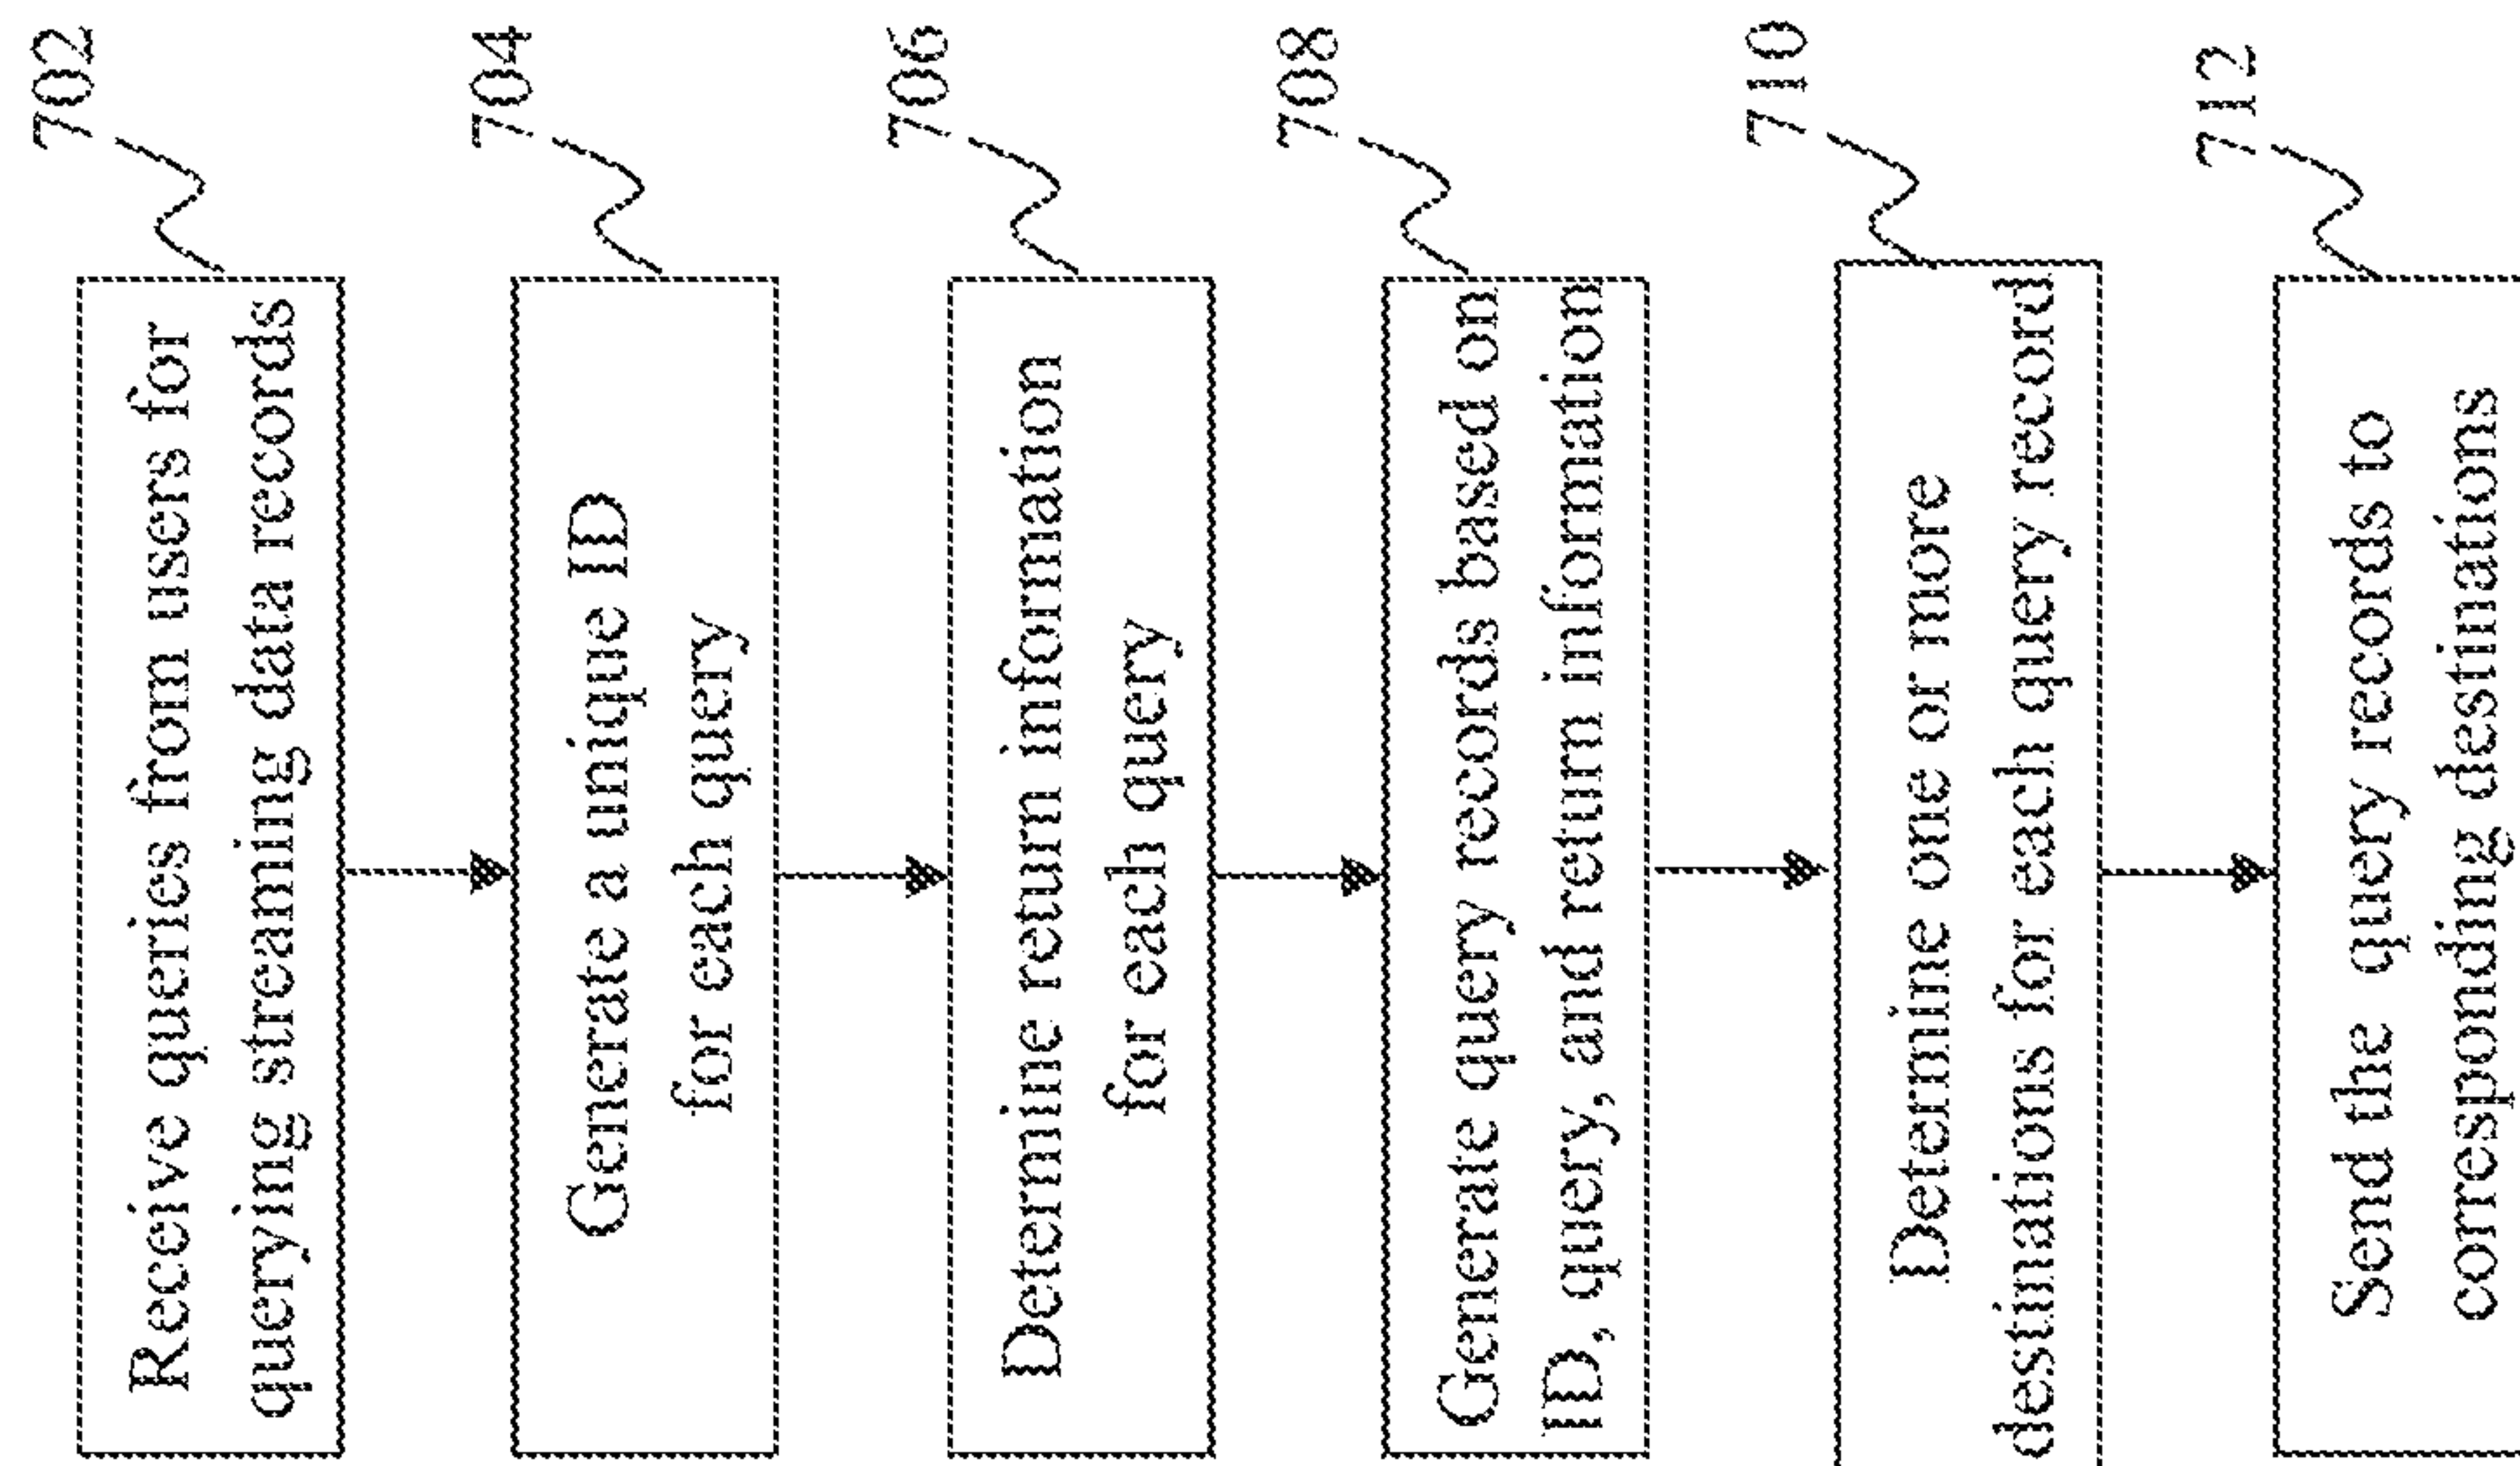 702
Receive queries from users for
querying streaming data records
704
Generate a unique ID
for each query
706
Determine return information
for each query
708
Generate query records based on
ID, query, and return information
710
Determine one or more
destinations for each query record
712
Send the query records to
corresponding destinations